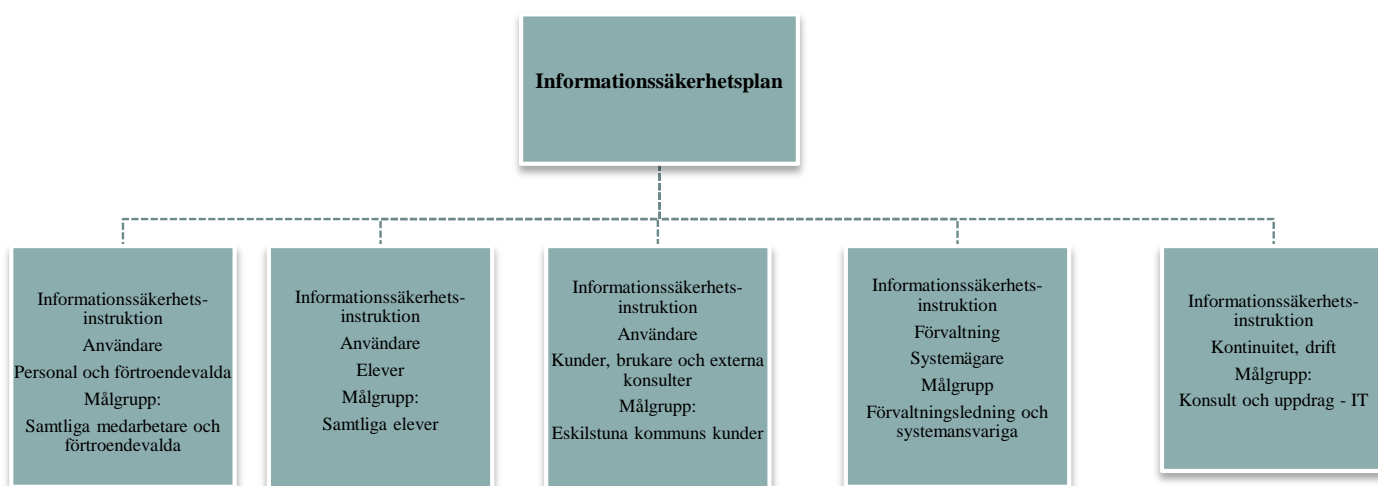 Informationssäkerhetsplan
Informationssäkerhets-
instruktion
Användare
Personal och förtroendevalda
Målgrupp:
Samtliga medarbetare och
förtroendevalda
Informationssäkerhets-
instruktion
Användare
Elever
Målgrupp:
Samtliga elever
Informationssäkerhets-
instruktion
Användare
Kunder, brukare och externa
konsulter
Målgrupp:
Eskilstuna kommuns kunder
Informationssäkerhets-
instruktion
Förvaltning
Systemägare
Målgrupp
Förvaltningsledning och
systemansvariga
Informationssäkerhets-
instruktion
Kontinuitet, drift
Målgrupp:
Konsult och uppdrag - IT